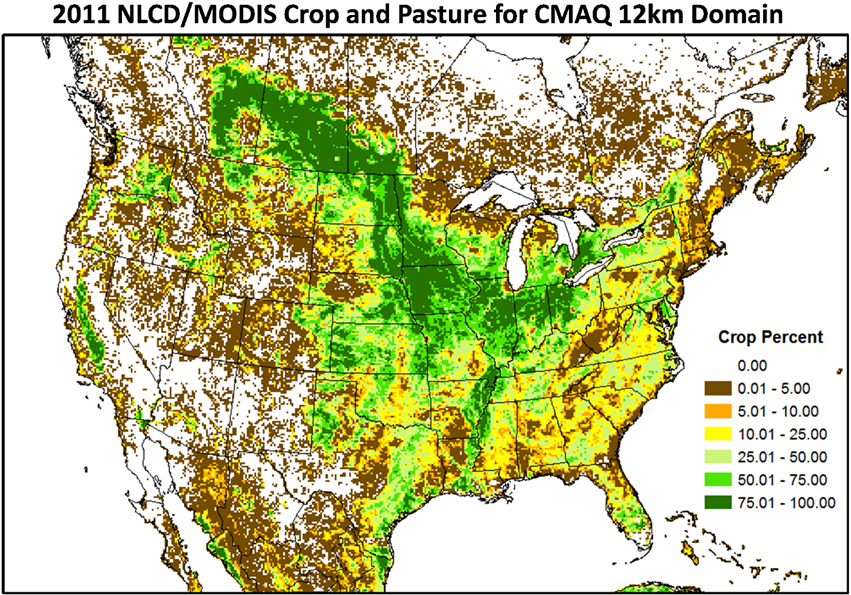 2011 NLCD/MODIS Crop and Pasture for CMAQ 12km Domain
Crop Percent
0.00
0.01 - 5.00
5.01 - 10.00
10.01 - 25.00
25.01 - 50.00
50.01 - 75.00
75.01 - 100.00